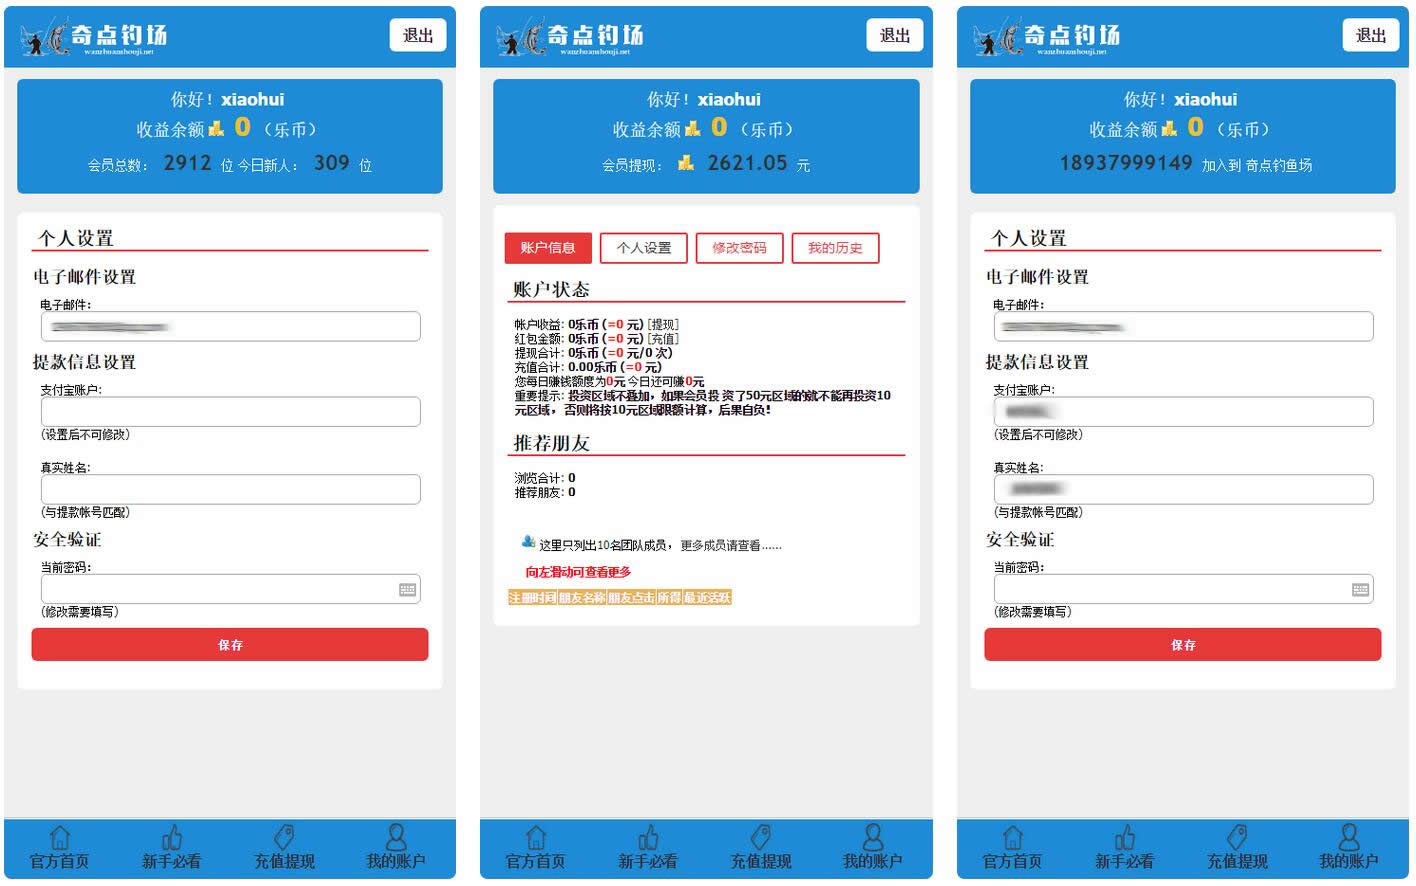 奇点钓场
wanzhuanshouji.net
退出
你好！xiaohui
收益余额 0 （乐币）
会员总数： 2912 位 今日新人： 309 位
个人设置
电子邮件设置
电子邮件:
提款信息设置
支付宝账户:
(设置后不可修改)
真实姓名:
(与提款帐号匹配)
安全验证
当前密码:
(修改需要填写)
保存
官方首页
新手必看
充值提现
我的账户
奇点钓场
wanzhuanshouji.net
退出
你好！xiaohui
收益余额 0 （乐币）
会员提现： 2621.05 元
账户信息
个人设置
修改密码
我的历史
账户状态
帐户收益: 0乐币 (=0 元) [提现]
红包金额: 0乐币 (=0 元) [充值]
提现合计: 0乐币 (=0 元/0 次)
充值合计: 0.00乐币 (=0 元)
您每日赚钱额度为0元 今日还可赚0元
重要提示: 投资区域不叠加，如果会员投 资了50元区域的就不能再投资10
元区域，否则将按10元区域限额计算，后果自负!
推荐朋友
浏览合计: 0
推荐朋友: 0
这里只列出10名团队成员， 更多成员请查看......
向左滑动可查看更多
注册时间 朋友名称 朋友点击 所得 最近活跃
官方首页
新手必看
充值提现
我的账户
奇点钓场
wanzhuanshouji.net
退出
你好！xiaohui
收益余额 0 （乐币）
18937999149 加入到 奇点钓鱼场
个人设置
电子邮件设置
电子邮件:
提款信息设置
支付宝账户:
(设置后不可修改)
真实姓名:
(与提款帐号匹配)
安全验证
当前密码:
(修改需要填写)
保存
官方首页
新手必看
充值提现
我的账户